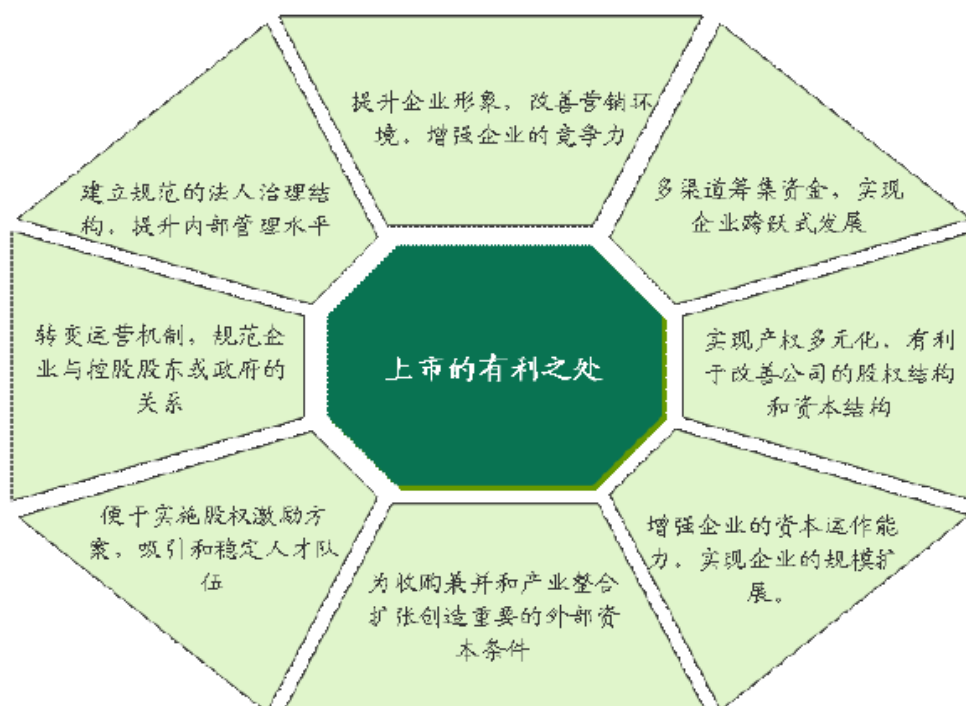 提升企业形象，改善营销环
境，增强企业的竞争力
多渠道筹集资金，实现
企业跨跃式发展
实现产权多元化，有利
于改善公司的股权结构
和资本结构
增强企业的资本运作能
力，实现企业的规模扩
展。
为收购兼并和产业整合
扩张创造重要的外部资
本条件
便于实施股权激励方
案，吸引和稳定人才队
伍
转变运营机制，规范企
业与控股股东或政府的
关系
建立规范的法人治理结
构，提升内部管理水平
上市的有利之处